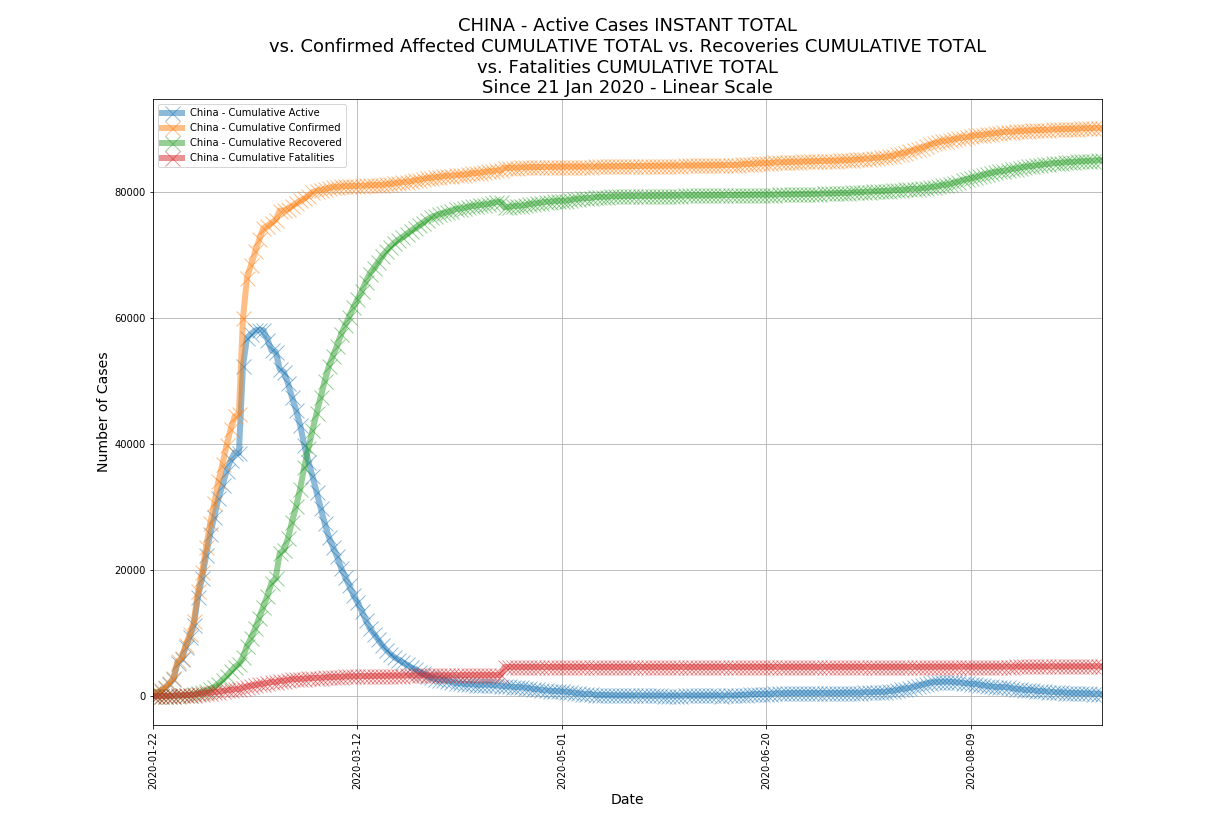 CHINA - Active Cases INSTANT TOTAL
vs. Confirmed Affected CUMULATIVE TOTAL vs. Recoveries CUMULATIVE TOTAL
vs. Fatalities CUMULATIVE TOTAL
Since 21 Jan 2020 - Linear Scale
China - Cumulative Active
China - Cumulative Confirmed
China - Cumulative Recovered
China - Cumulative Fatalities
Number of Cases
80000
60000
40000
20000
0
2020-01-22
2020-03-12
2020-05-01
2020-06-20
2020-08-09
Date